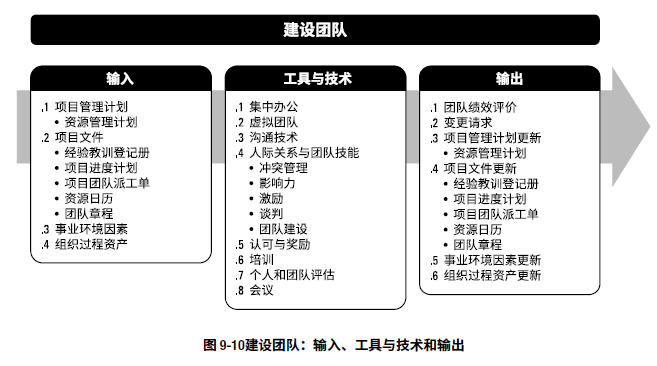 建设团队
输入
.1 项目管理计划
• 资源管理计划
.2 项目文件
• 经验教训登记册
• 项目进度计划
• 项目团队派工单
• 资源日历
• 团队章程
.3 事业环境因素
.4 组织过程资产
工具与技术
.1 集中办公
.2 虚拟团队
.3 沟通技术
.4 人际关系与团队技能
• 冲突管理
• 影响力
• 激励
• 谈判
• 团队建设
.5 认可与奖励
.6 培训
.7 个人和团队评估
.8 会议
输出
.1 团队绩效评价
.2 变更请求
.3 项目管理计划更新
• 资源管理计划
.4 项目文件更新
• 经验教训登记册
• 项目进度计划
• 项目团队派工单
• 资源日历
• 团队章程
.5 事业环境因素更新
.6 组织过程资产更新
图 9-10建设团队：输入、工具与技术和输出